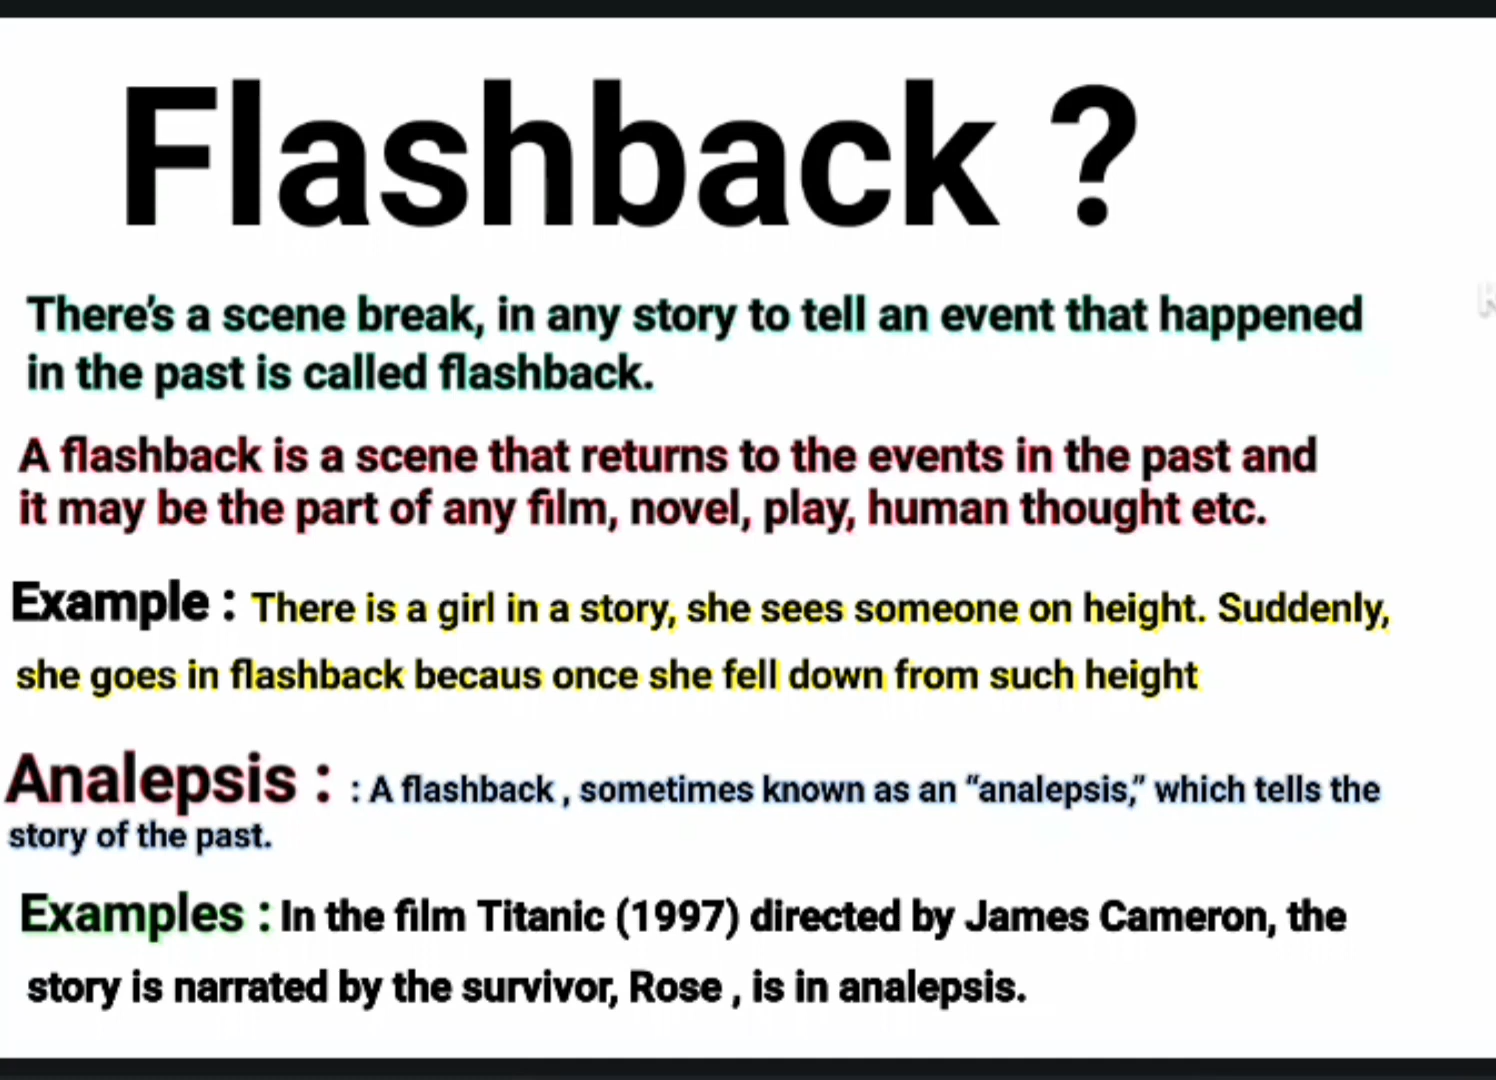 Flashback ?
There's a scene break, in any story to tell an event that happened
in the past is called flashback.
A flashback is a scene that returns to the events in the past and
it may be the part of any film, novel, play, human thought etc.
Example : There is a girl in a story, she sees someone on height. Suddenly,
she goes in flashback becaus once she fell down from such height
Analepsis : : A flashback , sometimes known as an “analepsis,” which tells the
story of the past.
Examples : In the film Titanic (1997) directed by James Cameron, the
story is narrated by the survivor, Rose , is in analepsis.